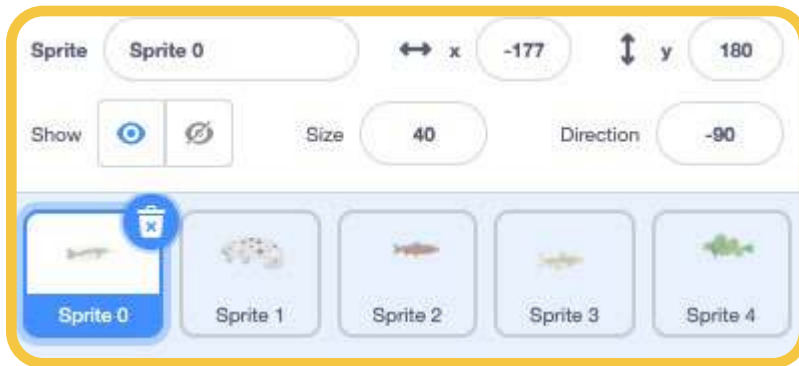 Sprite Sprite 0 x -177 y 180
Show Size 40 Direction -90
Sprite 0 Sprite 1 Sprite 2 Sprite 3 Sprite 4